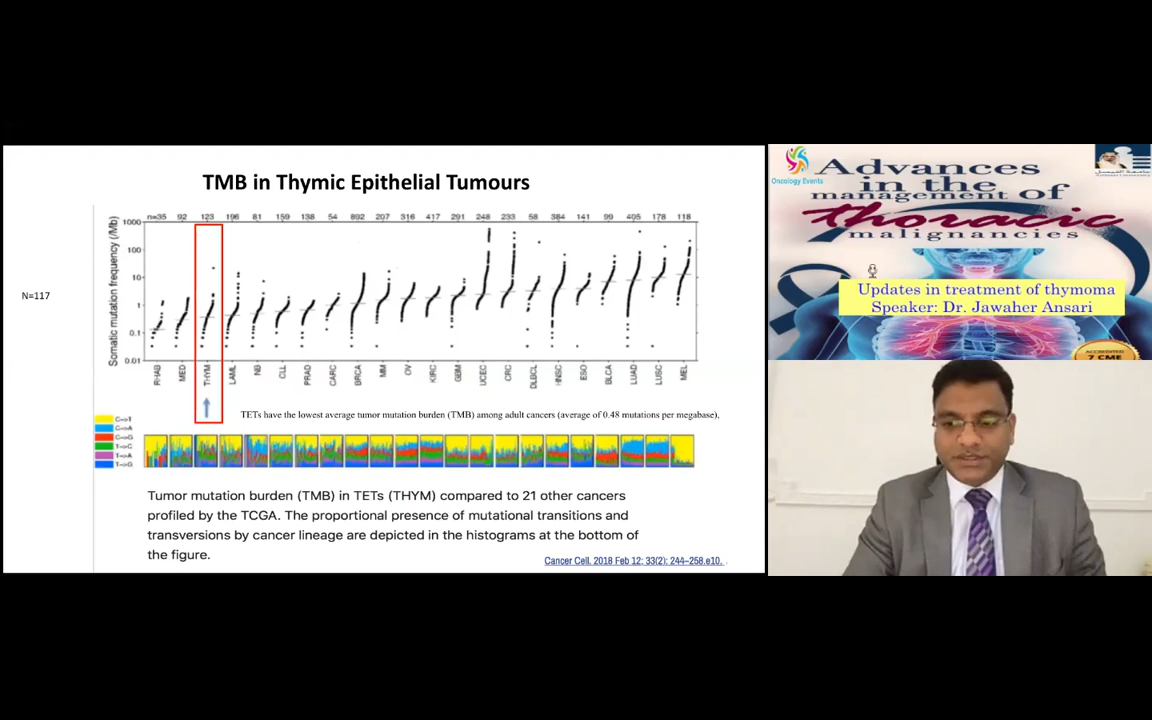 TMB in Thymic Epithelial Tumours
N=117
Somatic mutation frequency (/Mb)
n=35 92 123 196 81 159 138 54 892 207 316 417 291 248 233 58 384 141 99 405 178 118
1000
100
10
1
0.1
0.01
RHAB MED THYM LAML NB CLL PRAD CARC BRCA MM OV KIRC GBM UCEC CRC DLBCL HNSC ESO BLCA LUAD LUSC MEL
TETs have the lowest average tumor mutation burden (TMB) among adult cancers (average of 0.48 mutations per megabase),
C->T
C->A
C->G
T->C
T->A
T->G
Tumor mutation burden (TMB) in TETs (THYM) compared to 21 other cancers
profiled by the TCGA. The proportional presence of mutational transitions and
transversions by cancer lineage are depicted in the histograms at the bottom of
the figure.
Cancer Cell. 2018 Feb 12; 33(2): 244–258.e10. .
Oncology Events
Advances
in the
management of
thoracic
malignancies
Updates in treatment of thymoma
Speaker: Dr. Jawaher Ansari
ACCREDITED
7 CME